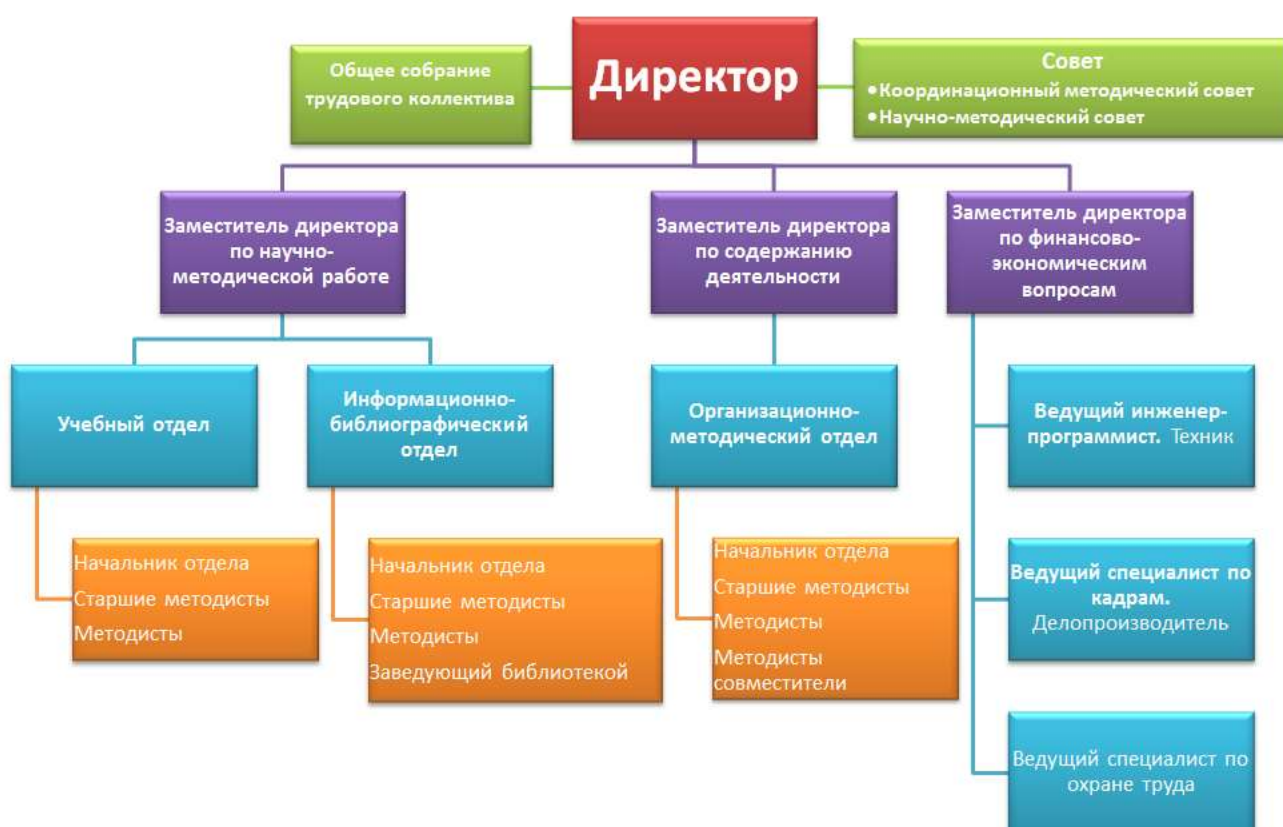 Общее собрание
трудового коллектива
Директор
Совет
•Координационный методический совет
•Научно-методический совет
Заместитель директора
по научно-
методической работе
Заместитель директора
по содержанию
деятельности
Заместитель директора
по финансово-
экономическим
вопросам
Учебный отдел
Информационно-
библиографический
отдел
Организационно-
методический отдел
Ведущий инженер-
программист. Техник
Начальник отдела
Старшие методисты
Методисты
Начальник отдела
Старшие методисты
Методисты
Заведующий библиотекой
Начальник отдела
Старшие методисты
Методисты
Методисты
совместители
Ведущий специалист по
кадрам.
Делопроизводитель
Ведущий специалист по
охране труда